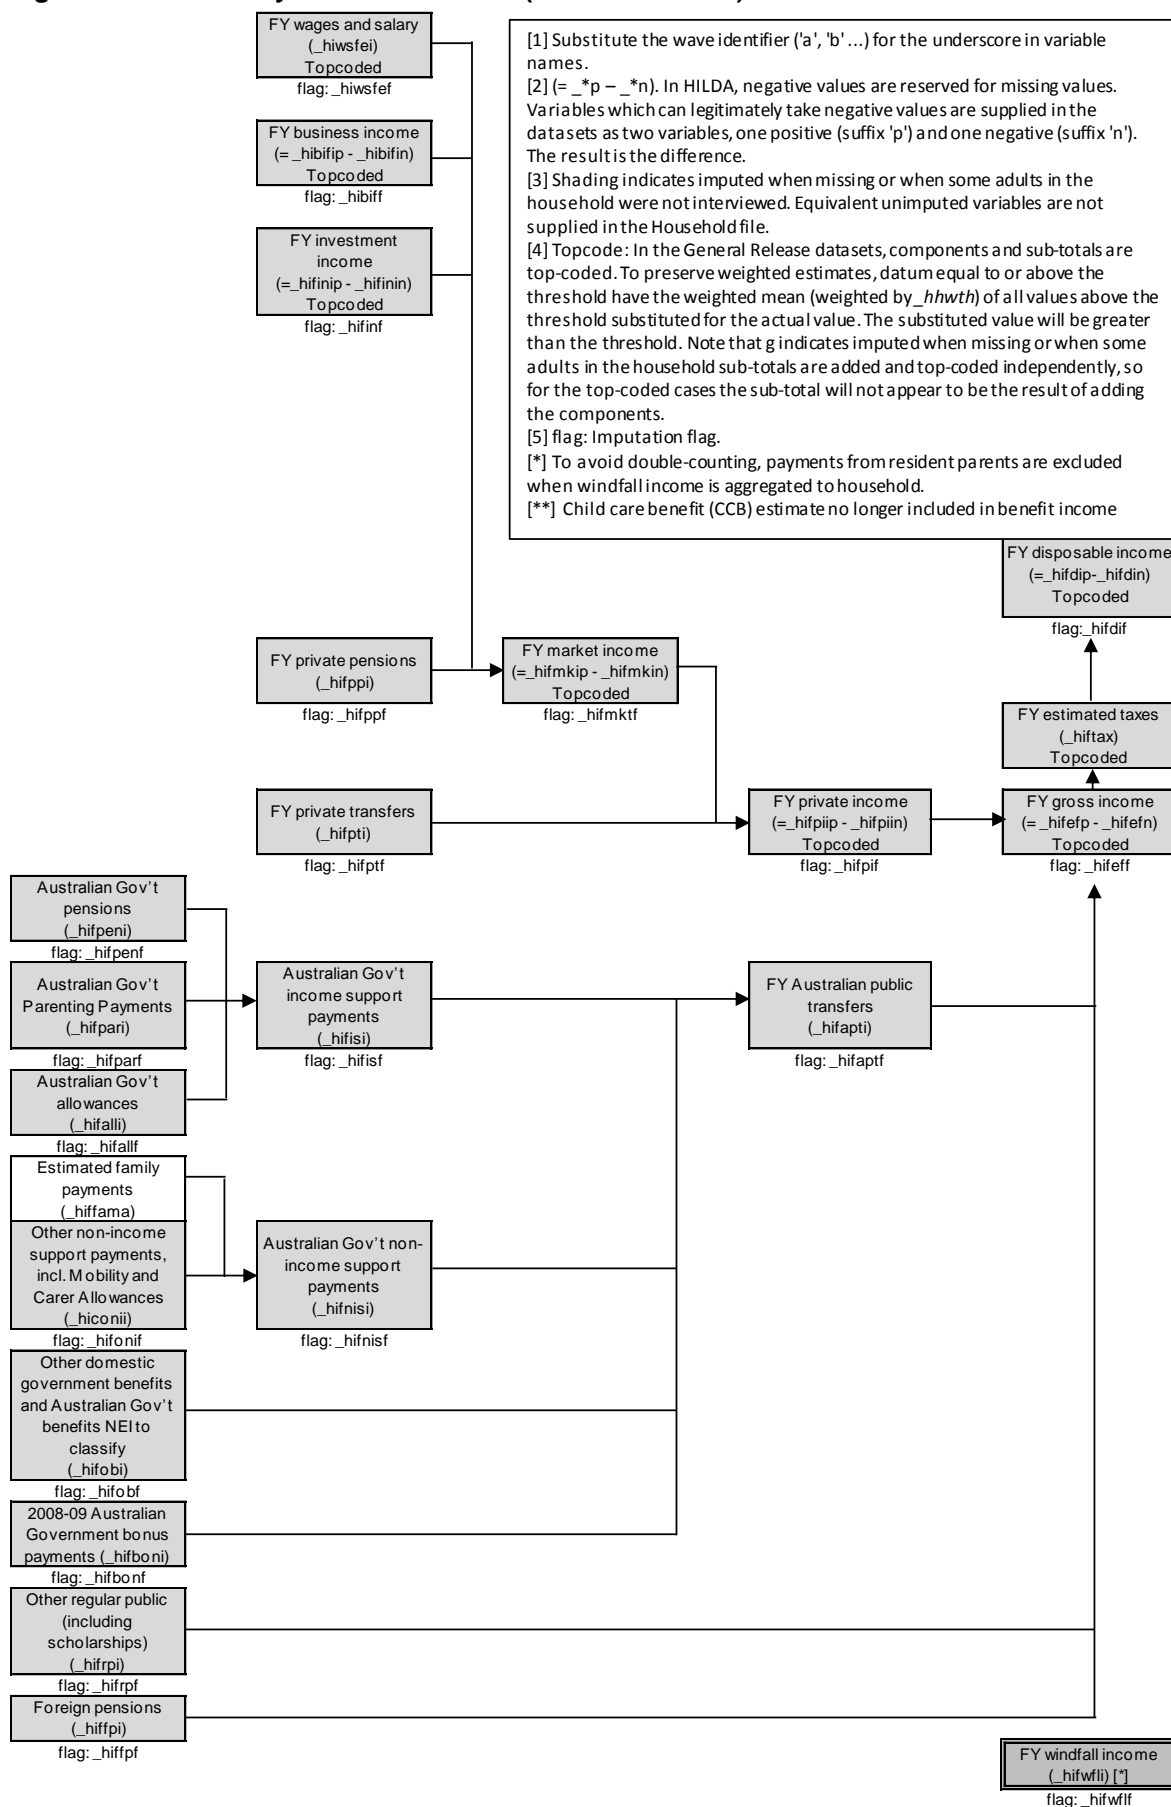 FY wages and salary
(_hiwsfei)
Topcoded
flag: _hiwsfef
FY business income
(= _hibifip - _hibifin)
Topcoded
flag: _hibiff
FY investment
income
(=_hifinip - _hifinin)
Topcoded
flag: _hifinf
[1] Substitute the wave identifier ('a', 'b' ...) for the underscore in variable
names.
[2] (= _*p – _*n). In HILDA, negative values are reserved for missing values.
Variables which can legitimately take negative values are supplied in the
datasets as two variables, one positive (suffix 'p') and one negative (suffix 'n').
The result is the difference.
[3] Shading indicates imputed when missing or when some adults in the
household were not interviewed. Equivalent unimputed variables are not
supplied in the Household file.
[4] Topcode: In the General Release datasets, components and sub-totals are
top-coded. To preserve weighted estimates, datum equal to or above the
threshold have the weighted mean (weighted by _hhwth) of all values above the
threshold substituted for the actual value. The substituted value will be greater
than the threshold. Note that g indicates imputed when missing or when some
adults in the household sub-totals are added and top-coded independently, so
for the top-coded cases the sub-total will not appear to be the result of adding
the components.
[5] flag: Imputation flag.
[*] To avoid double-counting, payments from resident parents are excluded
when windfall income is aggregated to household.
[**] Child care benefit (CCB) estimate no longer included in benefit income
FY disposable income
(=_hifdip-_hifdin)
Topcoded
flag:_hifdif
FY private pensions
(_hifppi)
flag: _hifppf
FY market income
(=_hifmkip - _hifmkin)
Topcoded
flag: _hifmktf
FY estimated taxes
(_hiftax)
Topcoded
FY private transfers
(_hifpti)
flag: _hifptf
FY private income
(=_hifpiip - _hifpiin)
Topcoded
flag: _hifpif
FY gross income
(= _hifefp - _hifefn)
Topcoded
flag: _hifeff
Australian Gov't
pensions
(_hifpeni)
flag: _hifpenf
Australian Gov't
Parenting Payments
(_hifpari)
flag: _hifparf
Australian Gov't
income support
payments
(_hifisi)
flag: _hifisf
FY Australian public
transfers
(_hifapti)
flag: _hifaptf
Australian Gov't
allowances
(_hifalli)
flag: _hifallf
Estimated family
payments
(_hiffama)
Other non-income
support payments,
incl. Mobility and
Carer Allowances
(_hiconii)
flag: _hifonif
Australian Gov't non-
income support
payments
(_hifnisi)
flag: _hifnisf
Other domestic
government benefits
and Australian Gov't
benefits NEI to
classify
(_hifobi)
flag: _hifobf
2008-09 Australian
Government bonus
payments (_hifboni)
flag: _hifbonf
Other regular public
(including
scholarships)
(_hifrpi)
flag: _hifrpf
Foreign pensions
(_hiffpi)
flag: _hiffpf
FY windfall income
(_hifwfli) [*]
flag: _hifwflf